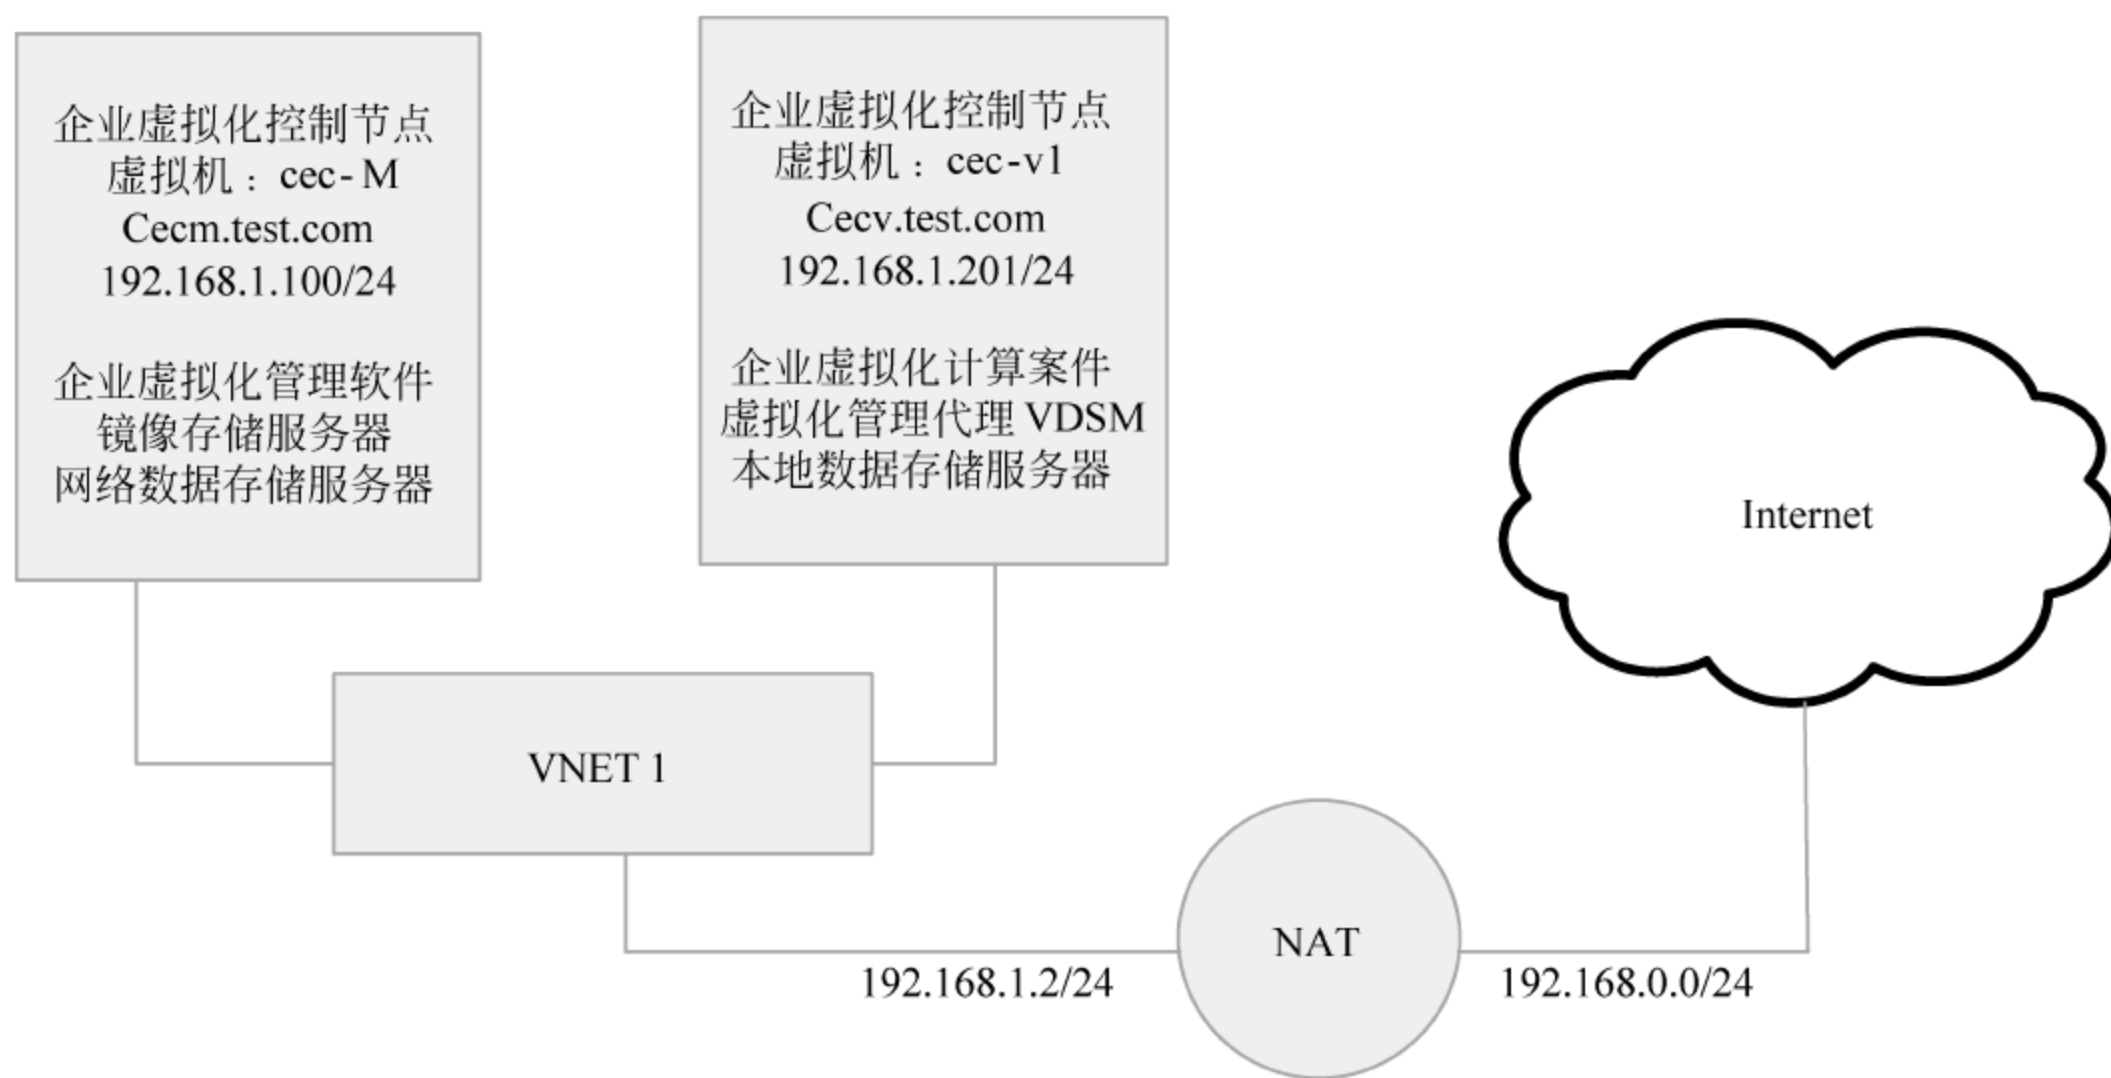 企业虚拟化控制节点
虚拟机：cec-M
Cecm.test.com
192.168.1.100/24
企业虚拟化管理软件
镜像存储服务器
网络数据存储服务器
企业虚拟化控制节点
虚拟机：cec-v1
Cecv.test.com
192.168.1.201/24
企业虚拟化计算案件
虚拟化管理代理 VDSM
本地数据存储服务器
Internet
VNET 1
NAT
192.168.1.2/24
192.168.0.0/24